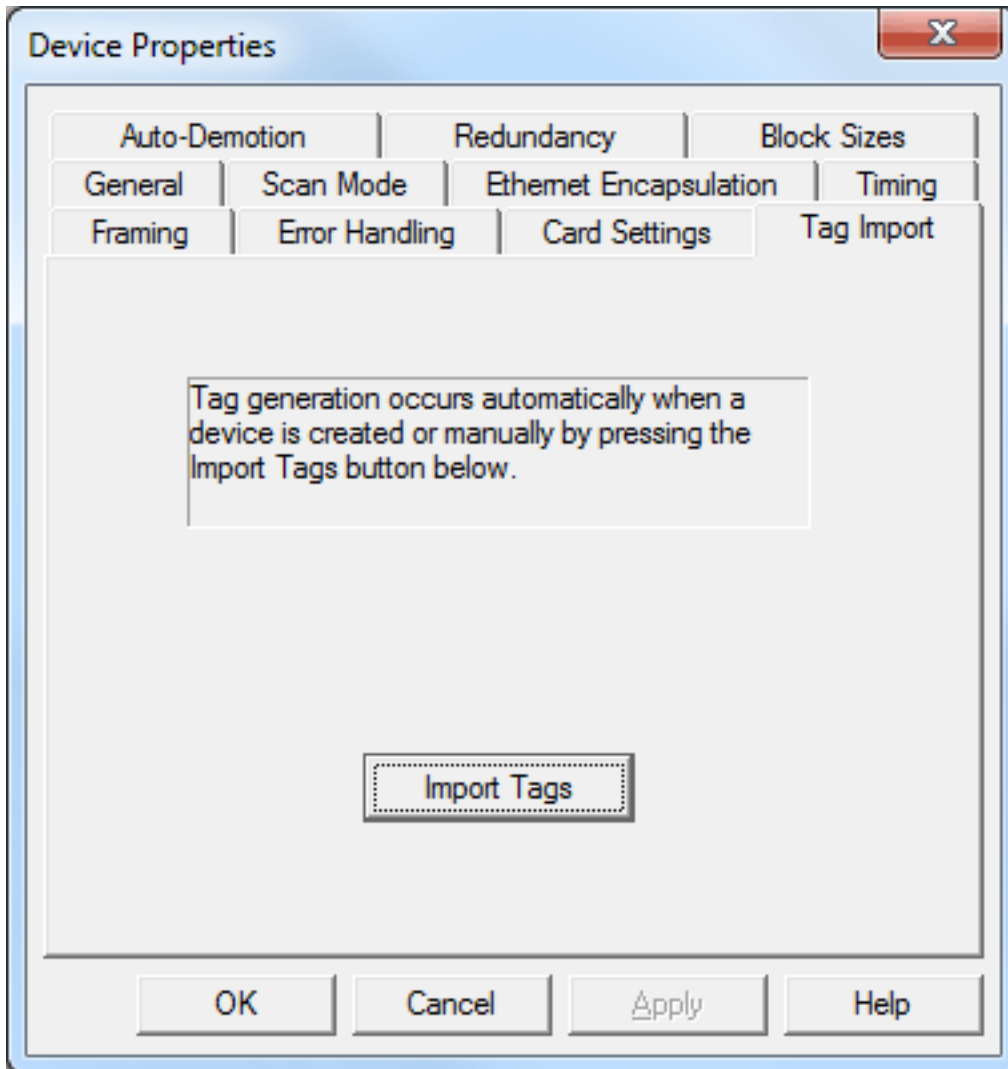 Device Properties
Auto-Demotion Redundancy Block Sizes
General Scan Mode Ethernet Encapsulation Timing
Framing Error Handling Card Settings Tag Import
Tag generation occurs automatically when a
device is created or manually by pressing the
Import Tags button below.
Import Tags
OK Cancel Apply Help